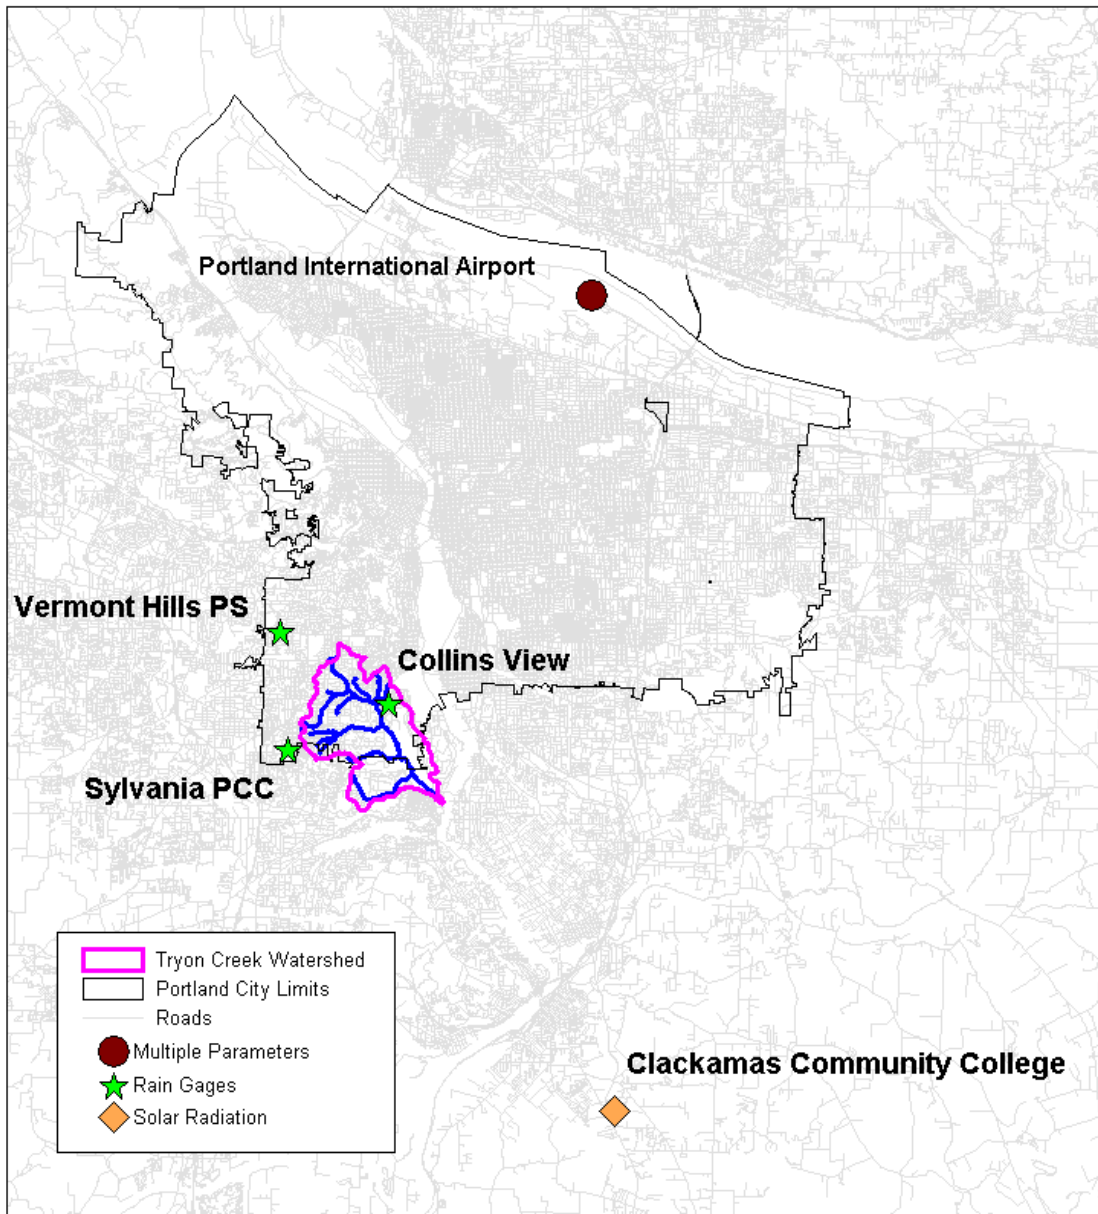 Portland International Airport
Vermont Hills PS
Collins View
Sylvania PCC
Tryon Creek Watershed
Portland City Limits
Roads
Multiple Parameters
Rain Gages
Solar Radiation
Clackamas Community College